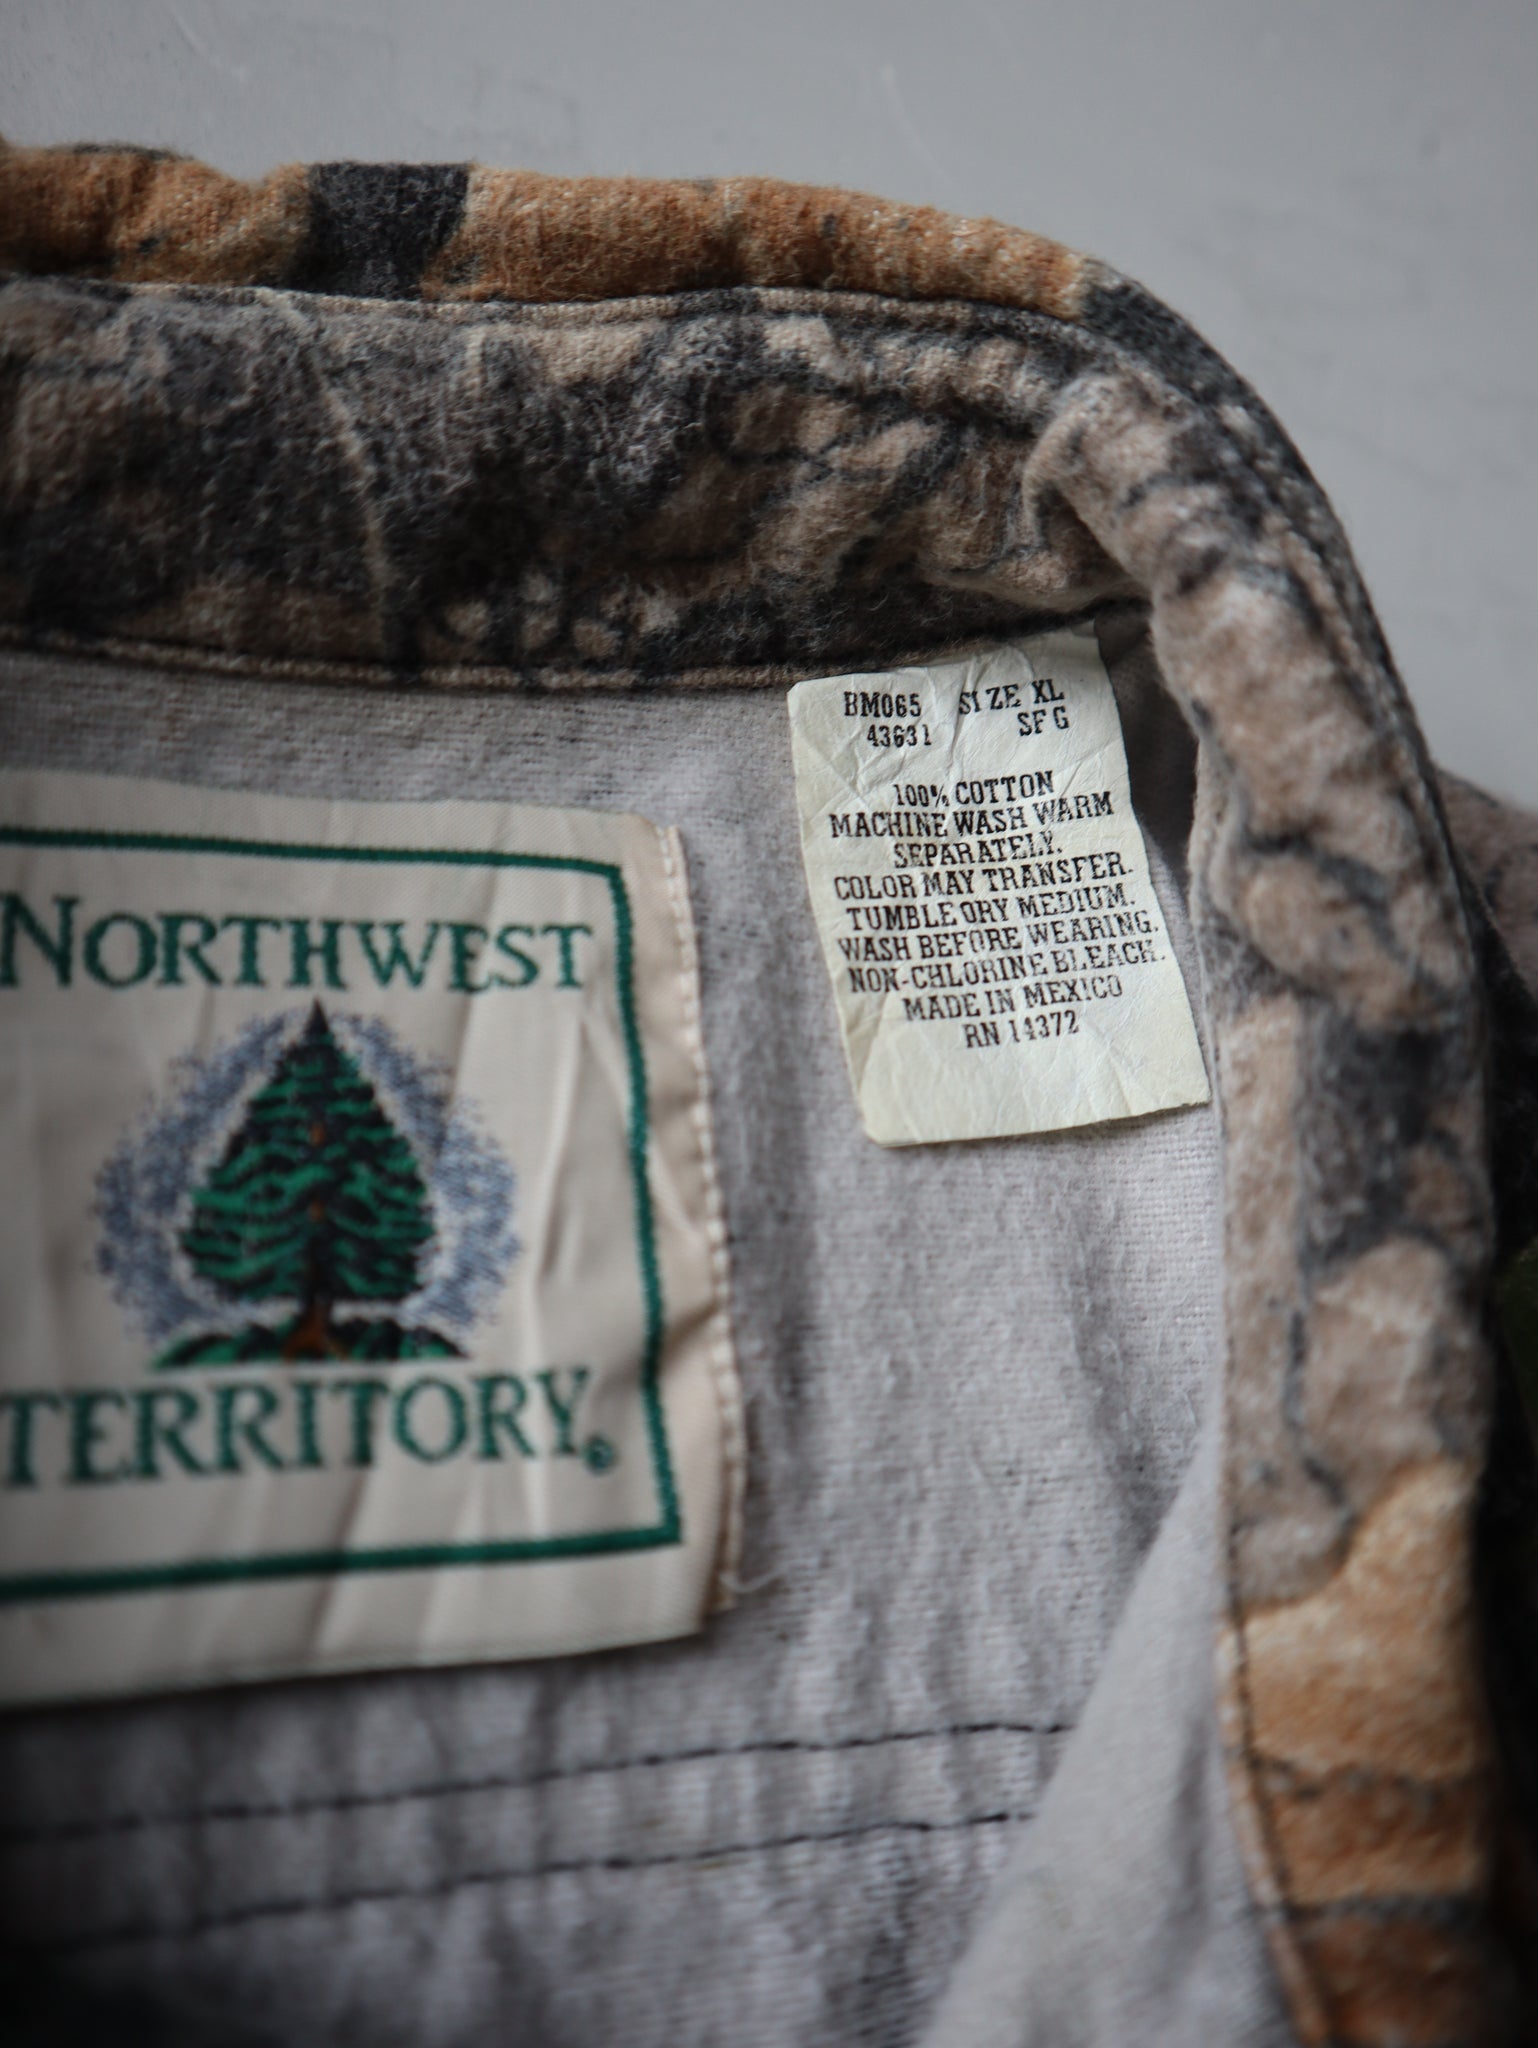 BM065 SIZE XL
43631 SFG
100% COTTON
MACHINE WASH WARM
SEPARATELY.
COLOR MAY TRANSFER.
TUMBLE DRY MEDIUM.
WASH BEFORE WEARING.
NON-CHLORINE BLEACH.
MADE IN MEXICO
RN 14372
NORTHWEST
TERRITORY®